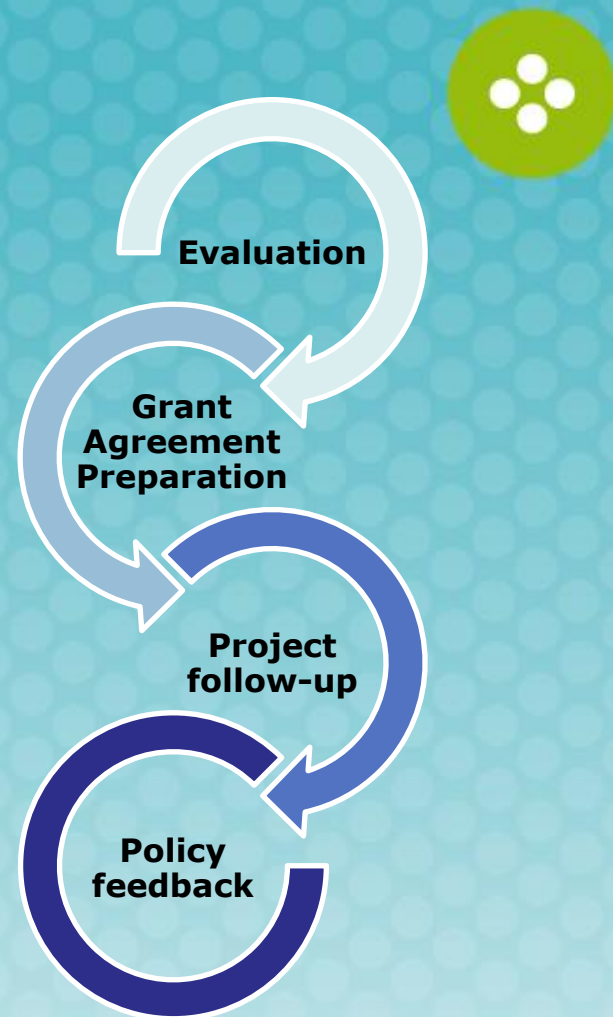 Evaluation
Grant
Agreement
Preparation
Project
follow-up
Policy
feedback